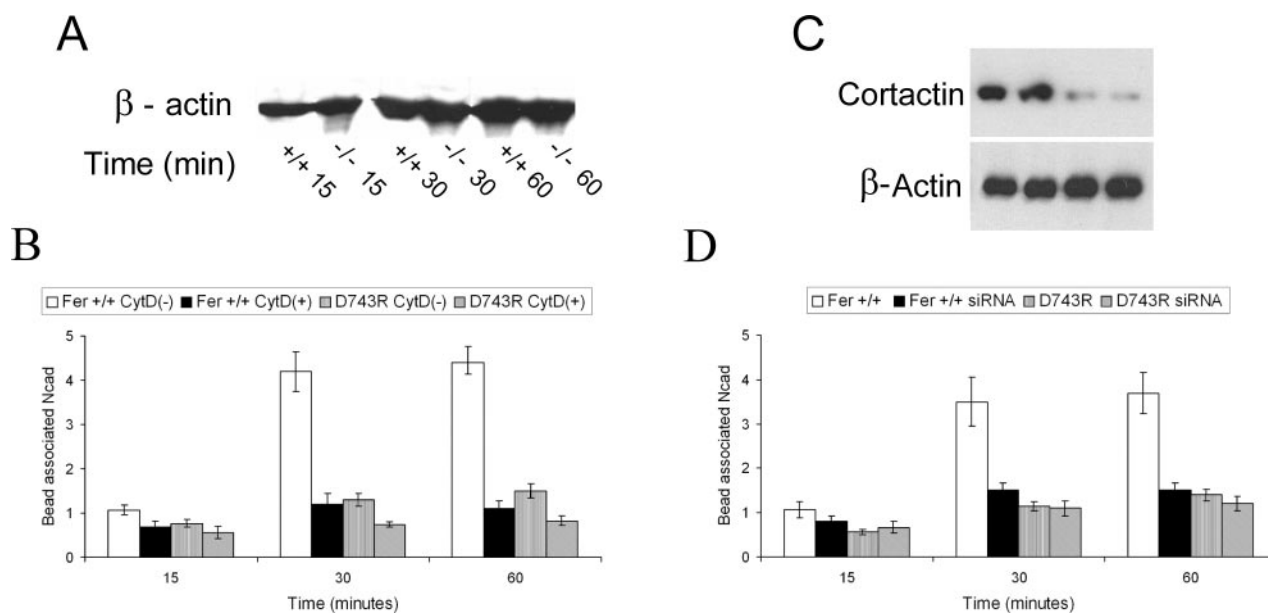 A
β - actin
Time (min)
+/+ 15
-/- 15
+/+ 30
-/- 30
+/+ 60
-/- 60
C
Cortactin
β-Actin
B
Fer +/+ CytD(-) Fer +/+ CytD(+) D743R CytD(-) D743R CytD(+)
Bead associated Ncad
5
4
3
2
1
0
15 30 60
Time (minutes)
D
Fer +/+ Fer +/+ siRNA D743R D743R siRNA
Bead associated Ncad
5
4
3
2
1
0
15 30 60
Time (minutes)